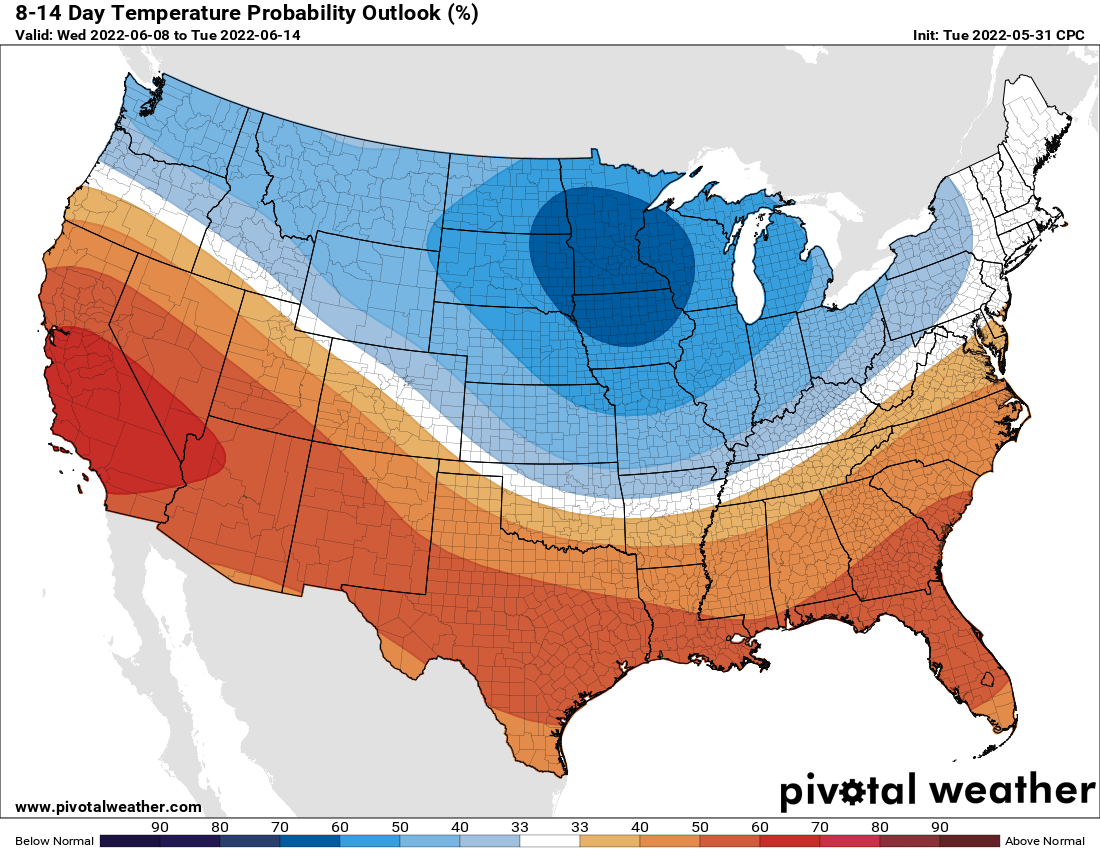 8-14 Day Temperature Probability Outlook (%)
Valid: Wed 2022-06-08 to Tue 2022-06-14 Init: Tue 2022-05-31 CPC
pivotal weather
www.pivotalweather.com
90 80 70 60 50 40 33 33 40 50 60 70 80 90
Below Normal Above Normal